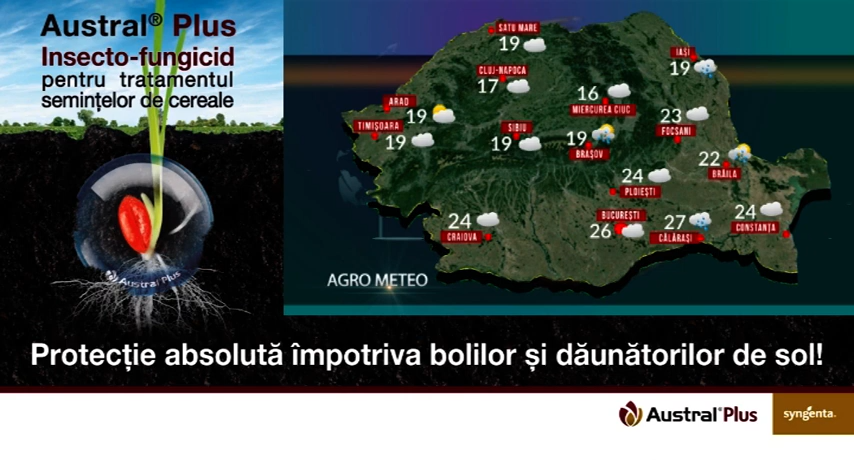 Austral® Plus
Insecto-fungicid
pentru tratamentul
semințelor de cereale
Austral® Plus
SATU MARE
19
CLUJ-NAPOCA
17
IAȘI
19
ARAD
19
TIMIȘOARA
19
SIBIU
19
16
MIERCUREA CIUC
19
BRAȘOV
23
FOCSANI
22
BRĂILA
24
PLOIEȘTI
24
CRAIOVA
BUCUREȘTI
26
27
CĂLĂRAȘI
24
CONSTANȚA
AGRO METEO
Protecție absolută împotriva bolilor și dăunătorilor de sol!
Austral® Plus
syngenta